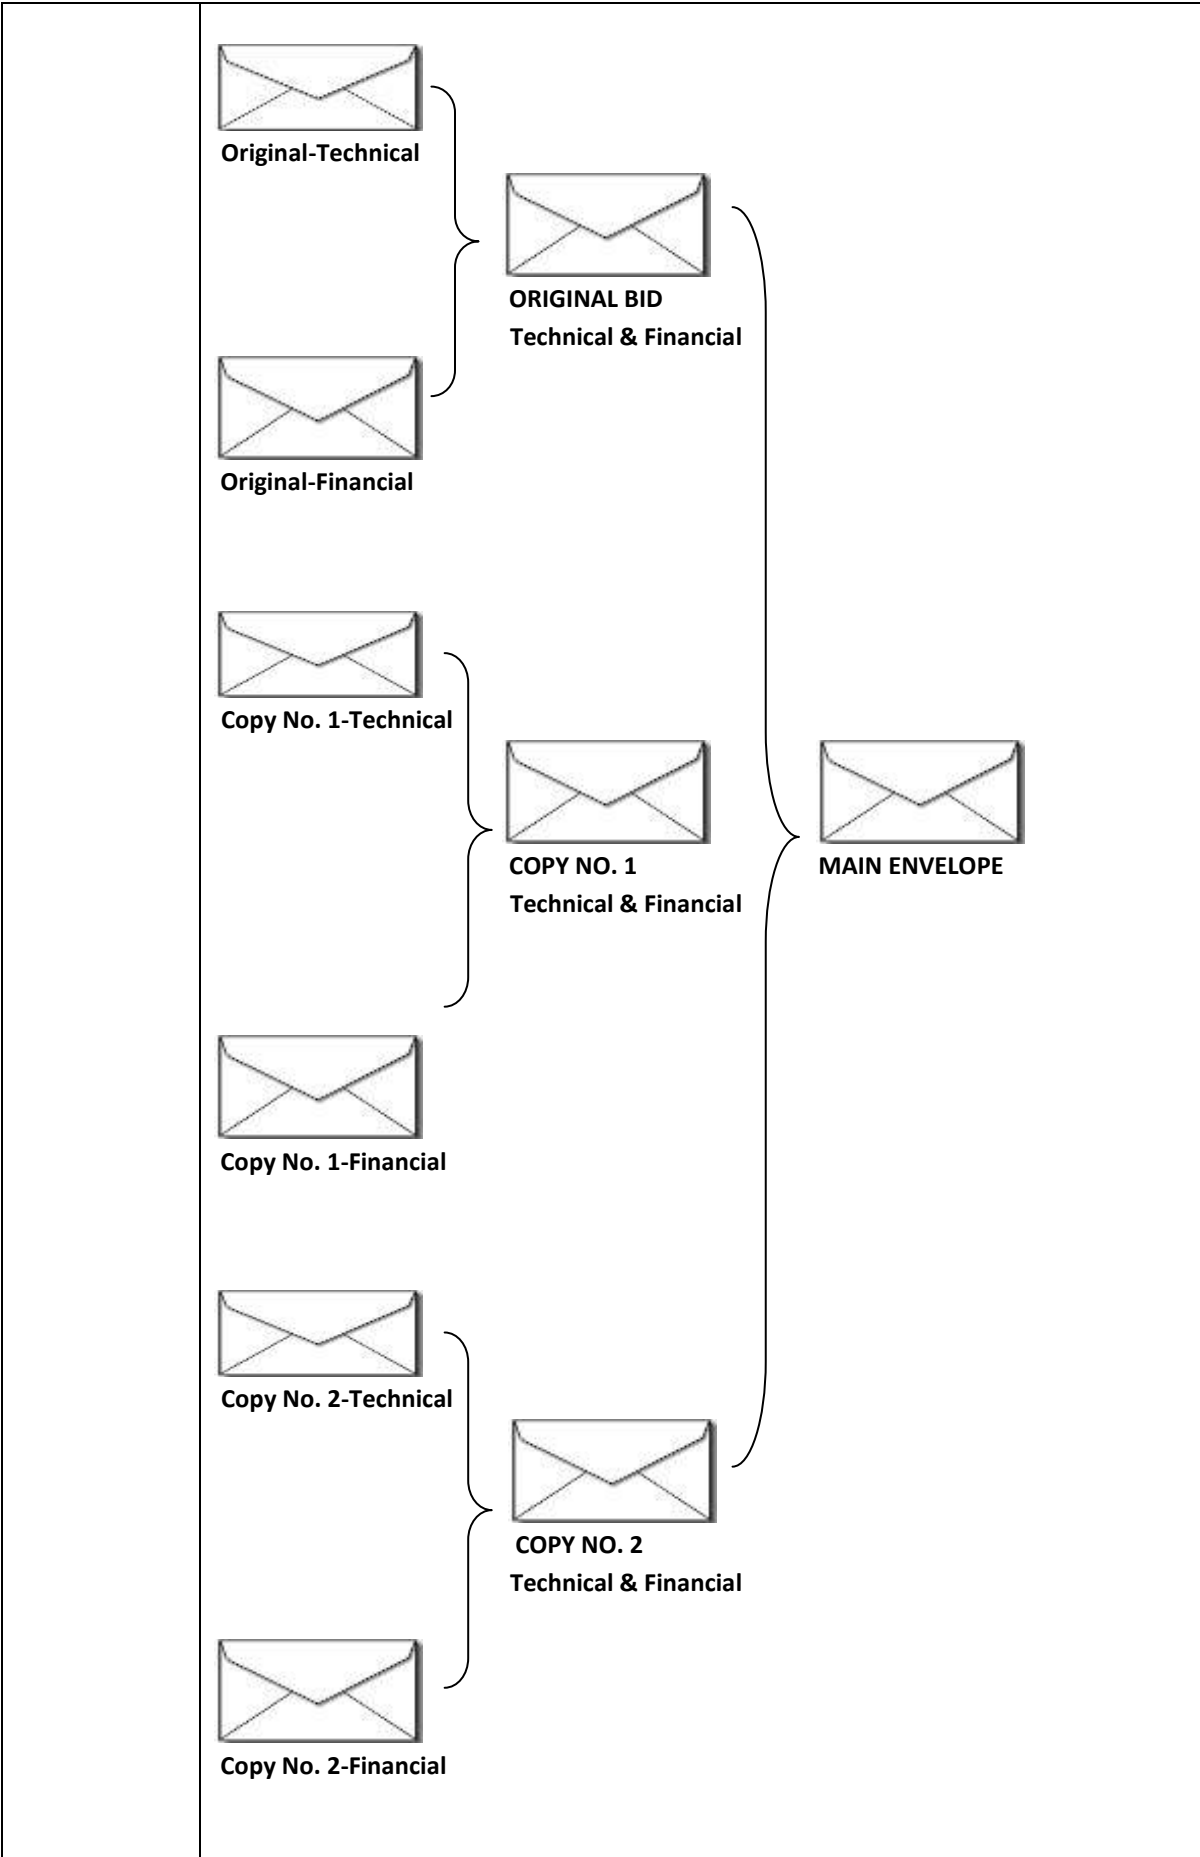 Original-Technical
ORIGINAL BID
Technical & Financial
Original-Financial
Copy No. 1-Technical
COPY NO. 1
Technical & Financial
MAIN ENVELOPE
Copy No. 1-Financial
Copy No. 2-Technical
COPY NO. 2
Technical & Financial
Copy No. 2-Financial